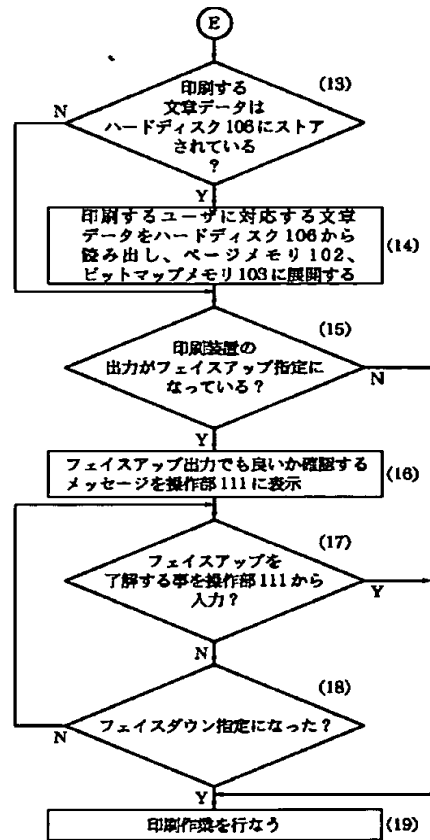 E
(13)
印刷する
文章データは
ハードディスク106にストア
されている
?
N
Y
印刷するユーザに対応する文章
データをハードディスク106から
読み出し、ページメモリ102、
ビットマップメモリ103に展開する
(14)
(15)
印刷装置の
出力がフェイスアップ指定に
なっている?
N
Y
フェイスアップ出力でも良いか確認する
メッセージを操作部111に表示
(16)
(17)
フェイスアップを
了解する事を操作部111から
入力?
Y
N
(18)
フェイスダウン指定になった?
N
Y
印刷作業を行なう
(19)